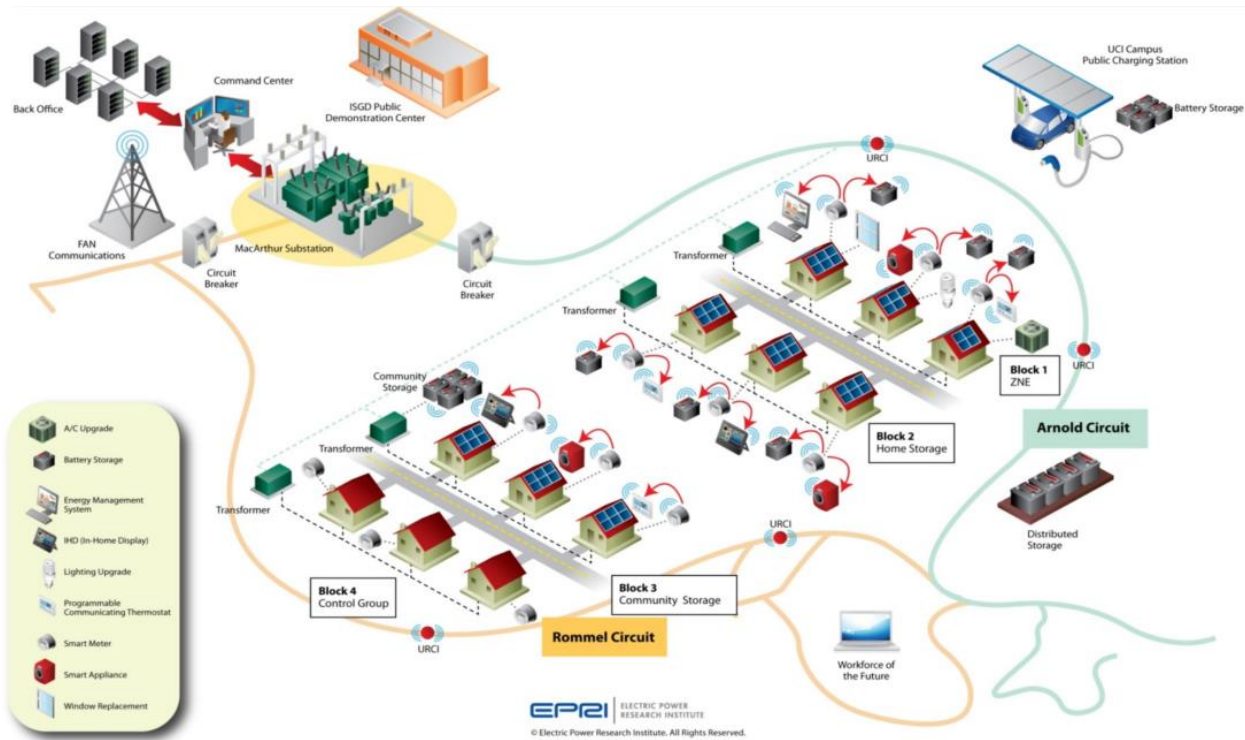 Back Office
Command Center
ISGD Public
Demonstration Center
UCI Campus
Public Charging Station
Battery Storage
URCI
FAN
Communications
Circuit
Breaker
MacArthur Substation
Circuit
Breaker
Transformer
Transformer
Block 1
ZNE
URCI
Community
Storage
Block 2
Home Storage
Arnold Circuit
Transformer
Transformer
Distributed
Storage
URCI
Block 4
Control Group
Block 3
Community Storage
Rommel Circuit
URCI
Workforce of
the Future
A/C Upgrade
Battery Storage
Energy Management
System
IHD (In-Home Display)
Lighting Upgrade
Programmable
Communicating Thermostat
Smart Meter
Smart Appliance
Window Replacement
EPRI
ELECTRIC POWER
RESEARCH INSTITUTE
© Electric Power Research Institute. All Rights Reserved.